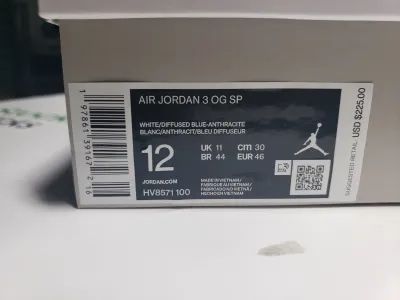 AIR JORDAN 3 OG SP
WHITE/DIFFUSED BLUE-ANTHRACITE
BLANC/ANTHRACIT/BLEU DIFFUSEUR
12
UK 11 cm 30
BR 44 EUR 46
JORDAN.COM
HV8571 100
MADE IN VIETNAM/
FABRIQUÉ AU VIETNAM/
FABRICADO NO VIETNAM/
HECHO EN VIETNAM
SUGGESTED RETAIL USD $225.00